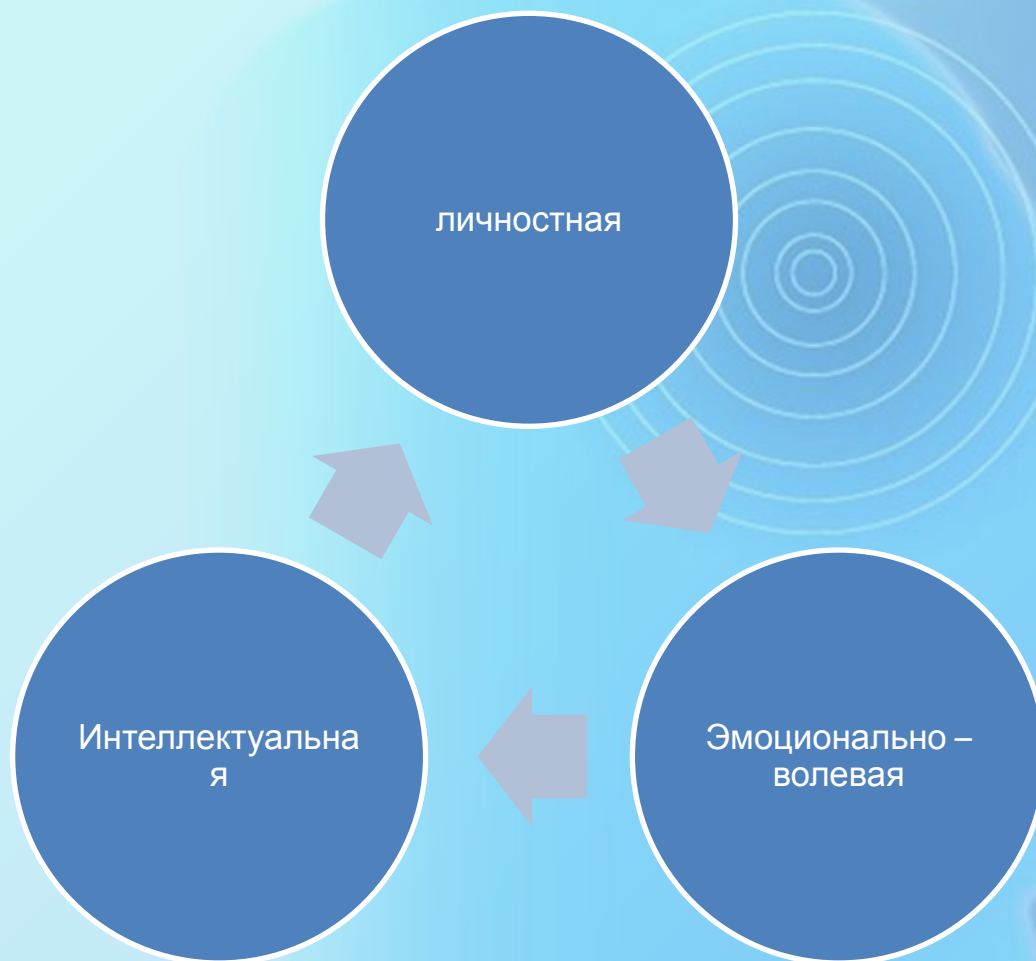 личностная
Интеллектуальна
я
Эмоционально –
волевая